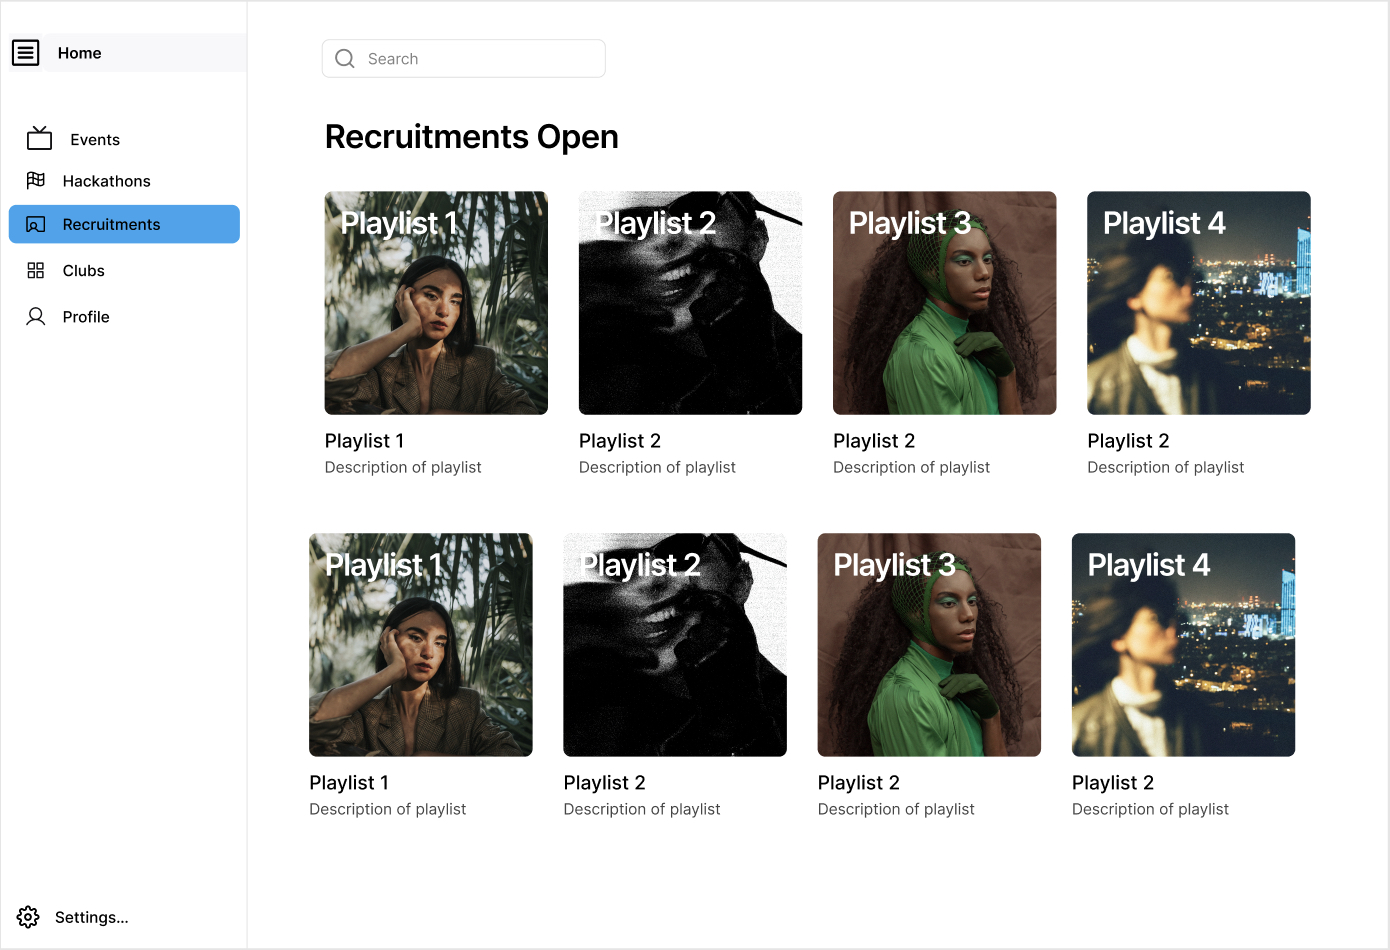 Home
Search
Events
Hackathons
Recruitments
Clubs
Profile
Settings...
Recruitments Open
Playlist 1
Playlist 2
Playlist 3
Playlist 4
Playlist 1
Description of playlist
Playlist 2
Description of playlist
Playlist 2
Description of playlist
Playlist 2
Description of playlist
Playlist 1
Playlist 2
Playlist 3
Playlist 4
Playlist 1
Description of playlist
Playlist 2
Description of playlist
Playlist 2
Description of playlist
Playlist 2
Description of playlist